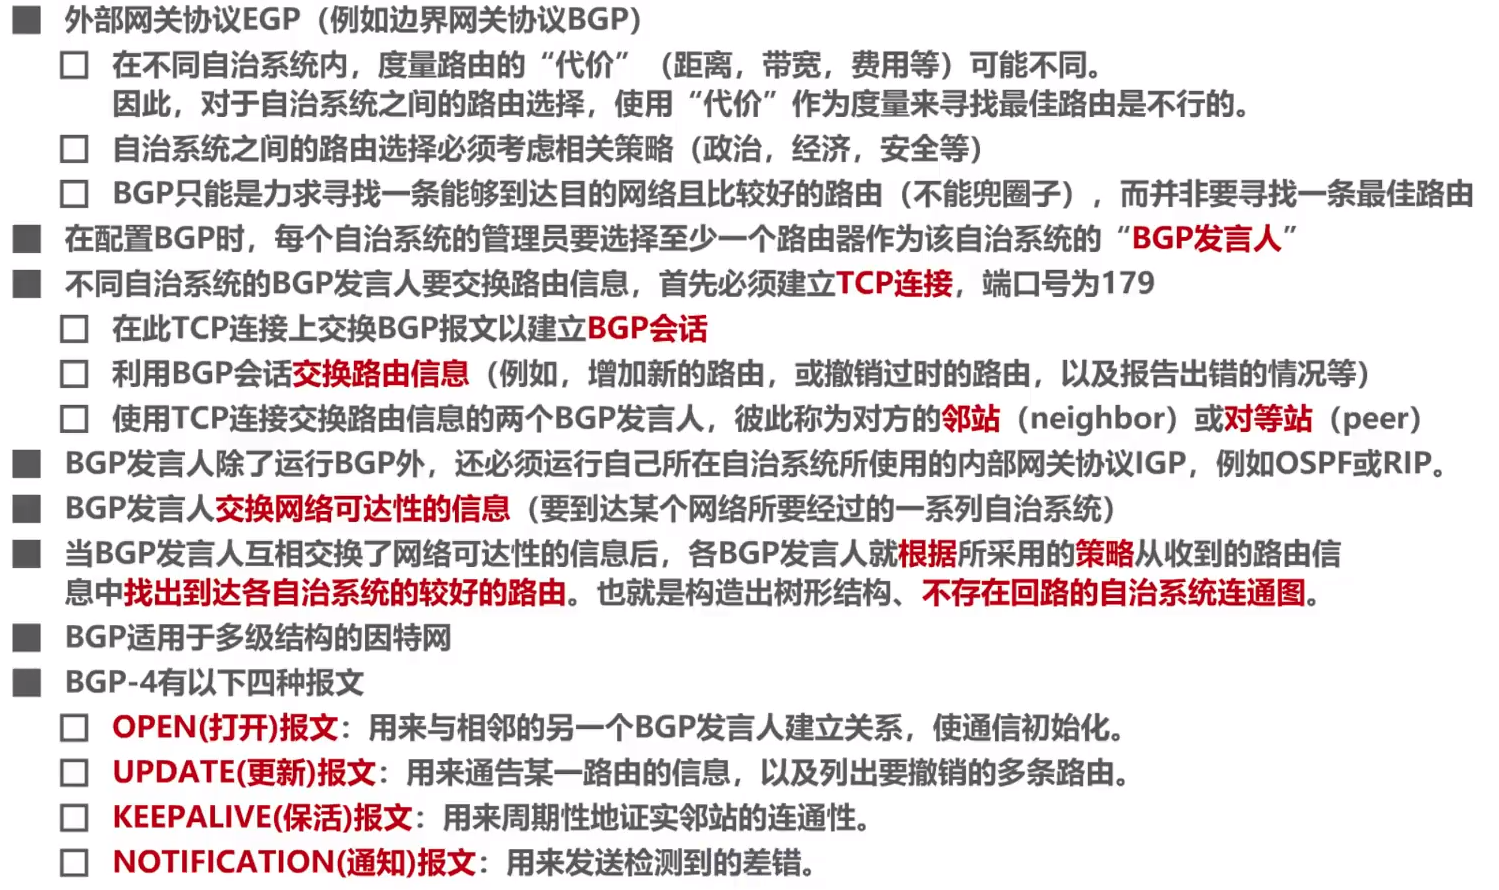 外部网关协议EGP（例如边界网关协议BGP）
在不同自治系统内，度量路由的“代价”（距离，带宽，费用等）可能不同。
因此，对于自治系统之间的路由选择，使用“代价”作为度量来寻找最佳路由是不行的。
自治系统之间的路由选择必须考虑相关策略（政治，经济，安全等）
BGP只能是力求寻找一条能够到达目的网络且比较好的路由（不能兜圈子），而并非要寻找一条最佳路由
在配置BGP时，每个自治系统的管理员要选择至少一个路由器作为该自治系统的“BGP发言人”
不同自治系统的BGP发言人要交换路由信息，首先必须建立TCP连接，端口号为179
在此TCP连接上交换BGP报文以建立BGP会话
利用BGP会话交换路由信息（例如，增加新的路由，或撤销过时的路由，以及报告出错的情况等）
使用TCP连接交换路由信息的两个BGP发言人，彼此称为对方的邻站（neighbor）或对等站（peer）
BGP发言人除了运行BGP外，还必须运行自己所在自治系统所使用的内部网关协议IGP，例如OSPF或RIP。
BGP发言人交换网络可达性的信息（要到达某个网络所要经过的一系列自治系统）
当BGP发言人互相交换了网络可达性的信息后，各BGP发言人就根据所采用的策略从收到的路由信
息中找出到达各自治系统的较好的路由。也就是构造出树形结构、不存在回路的自治系统连通图。
BGP适用于多级结构的因特网
BGP-4有以下四种报文
OPEN(打开)报文：用来与相邻的另一个BGP发言人建立关系，使通信初始化。
UPDATE(更新)报文：用来通告某一路由的信息，以及列出要撤销的多条路由。
KEEPALIVE(保活)报文：用来周期性地证实邻站的连通性。
NOTIFICATION(通知)报文：用来发送检测到的差错。